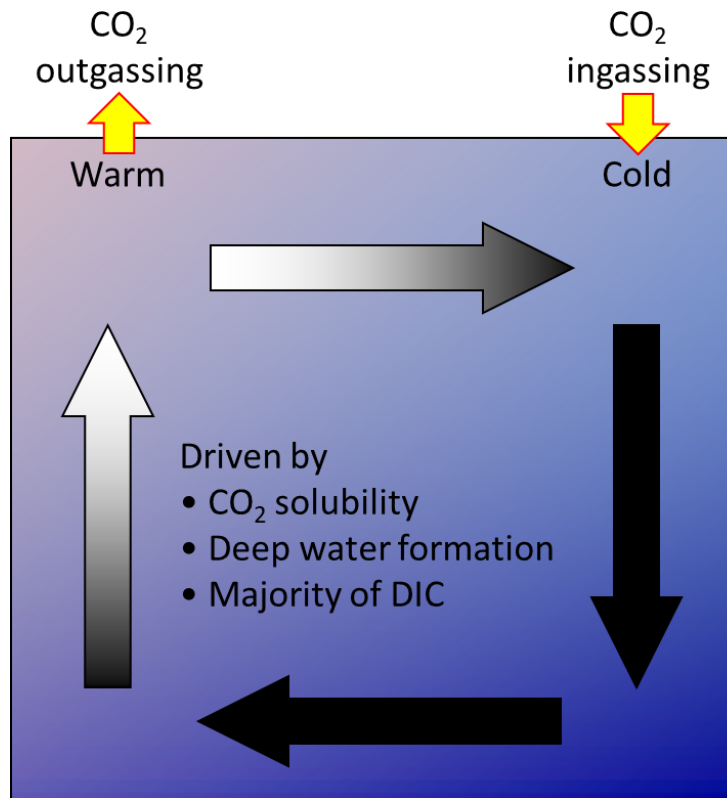 CO₂
outgassing
CO₂
ingassing
Warm
Cold
Driven by
• CO₂ solubility
• Deep water formation
• Majority of DIC